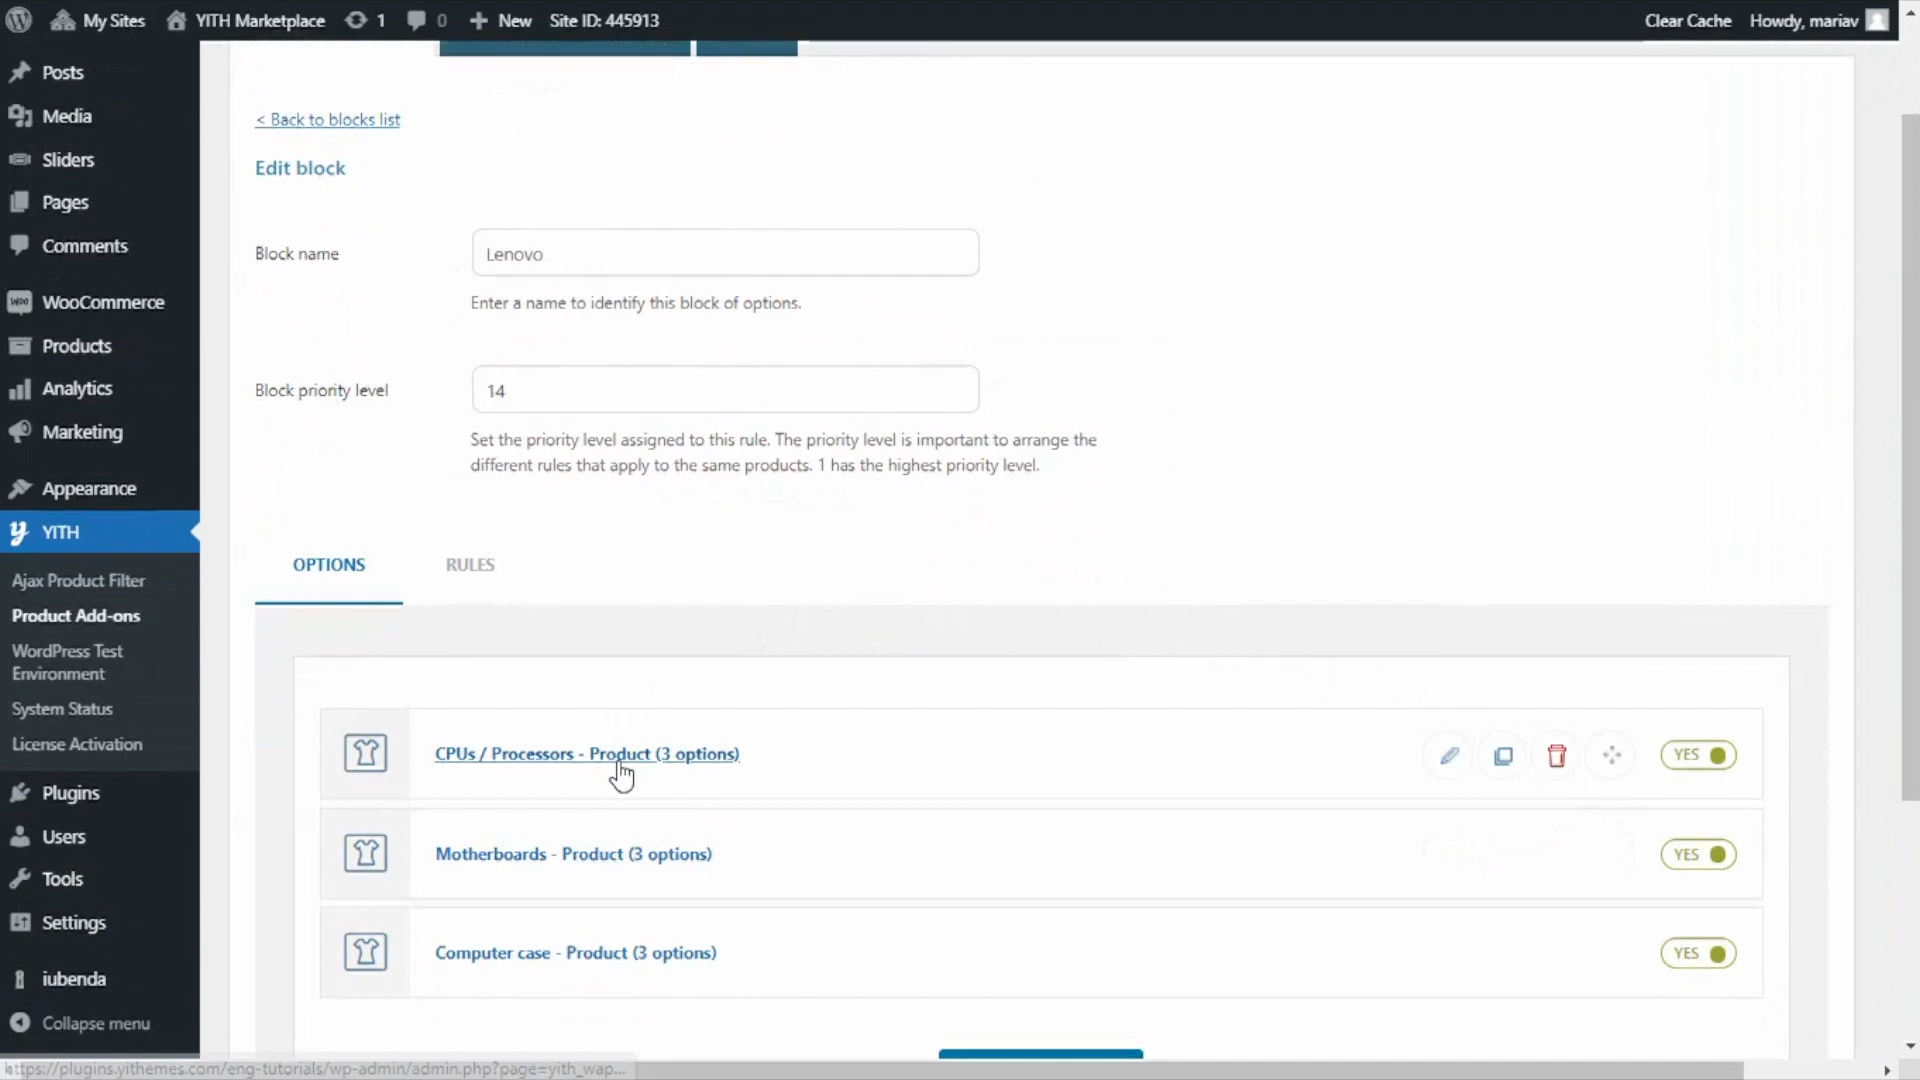 My Sites
YITH Marketplace
1
0
New
Site ID: 445913
Clear Cache
Howdy, mariav
Posts
Media
Sliders
Pages
Comments
Woo
WooCommerce
Products
Analytics
Marketing
Appearance
YITH
Ajax Product Filter
Product Add-ons
WordPress Test
Environment
System Status
License Activation
Plugins
Users
Tools
Settings
iubenda
Collapse menu
< Back to blocks list
Edit block
Block name
Lenovo
Enter a name to identify this block of options.
Block priority level
14
Set the priority level assigned to this rule. The priority level is important to arrange the
different rules that apply to the same products. 1 has the highest priority level.
OPTIONS
RULES
CPUs / Processors - Product (3 options)
YES
Motherboards - Product (3 options)
YES
Computer case - Product (3 options)
YES
https://plugins.yithemes.com/eng-tutorials/wp-admin/admin.php?page=yith_wap...